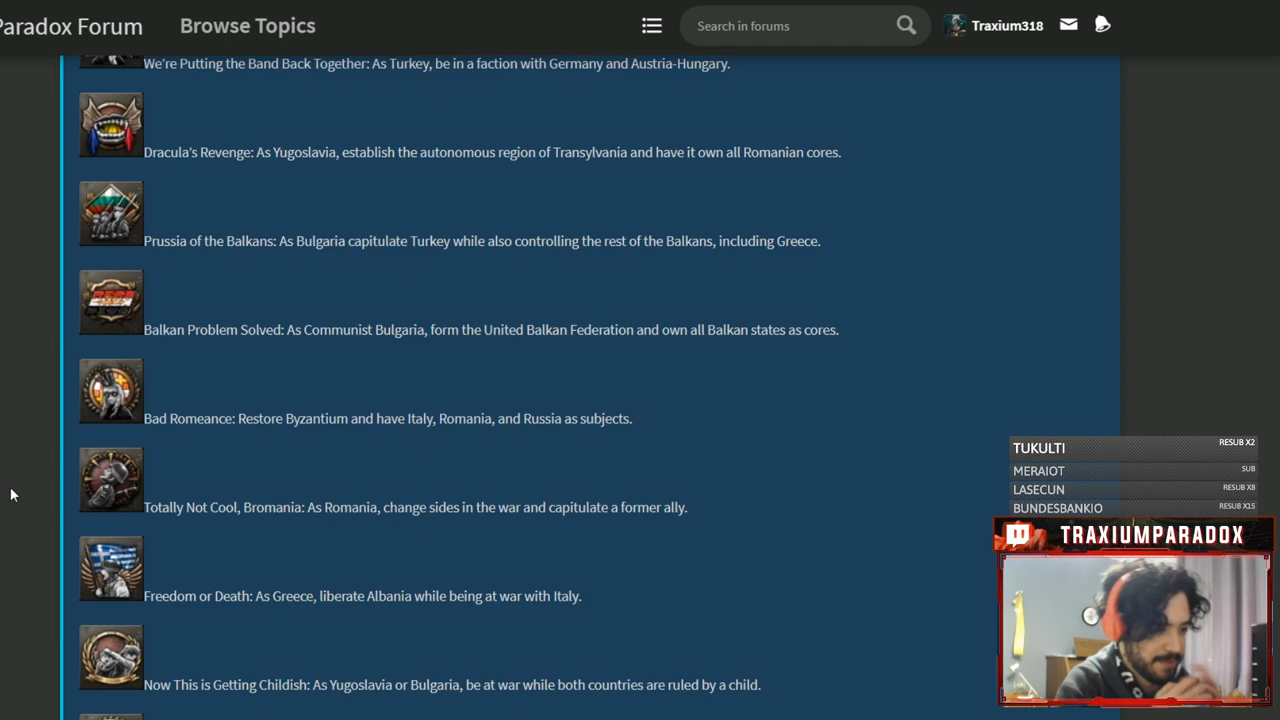 Paradox Forum
Browse Topics
Search in forums
Traxium318
We’re Putting the Band Back Together: As Turkey, be in a faction with Germany and Austria-Hungary.
Dracula’s Revenge: As Yugoslavia, establish the autonomous region of Transylvania and have it own all Romanian cores.
Prussia of the Balkans: As Bulgaria capitulate Turkey while also controlling the rest of the Balkans, including Greece.
Balkan Problem Solved: As Communist Bulgaria, form the United Balkan Federation and own all Balkan states as cores.
Bad Romeance: Restore Byzantium and have Italy, Romania, and Russia as subjects.
Totally Not Cool, Bromania: As Romania, change sides in the war and capitulate a former ally.
Freedom or Death: As Greece, liberate Albania while being at war with Italy.
Now This is Getting Childish: As Yugoslavia or Bulgaria, be at war while both countries are ruled by a child.
TUKULTI RESUB X2
MERAIOT SUB
LASECUN RESUB X8
BUNDESBANKIO RESUB X15
TRAXIUMPARADOX